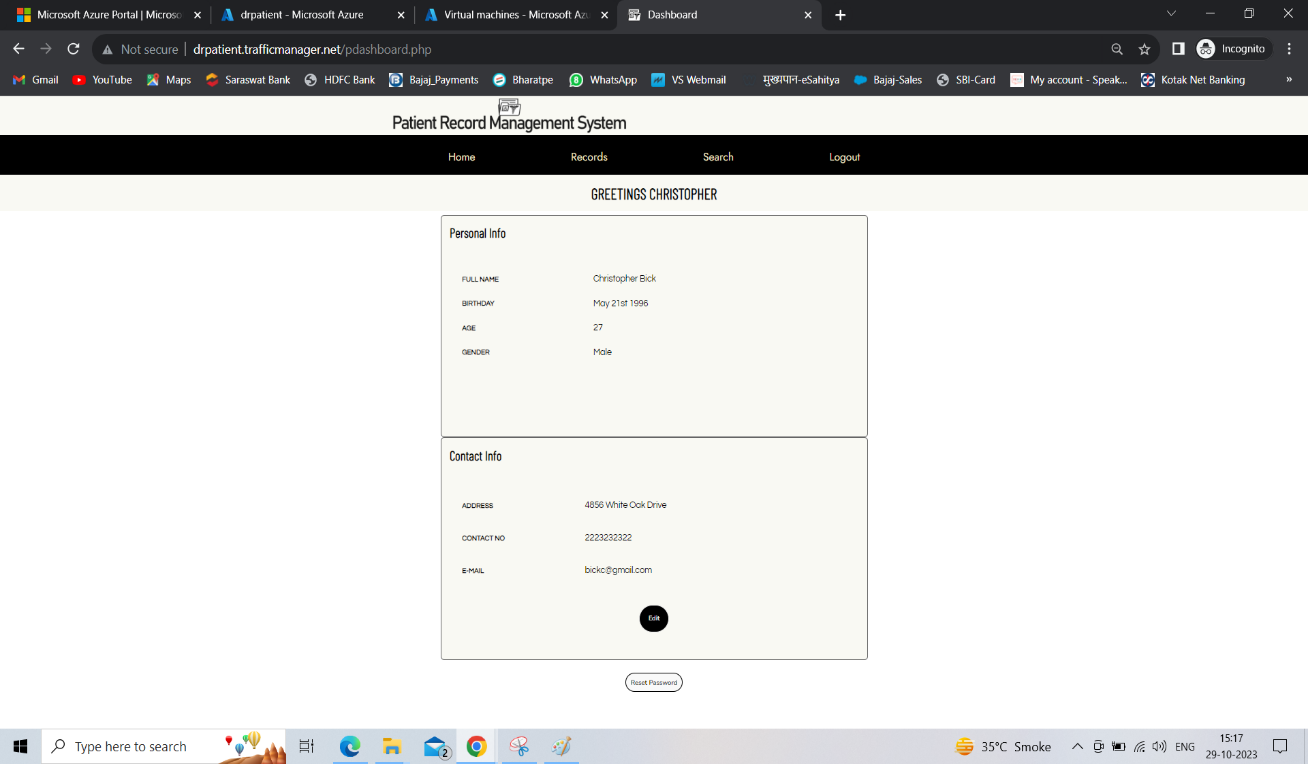 Microsoft Azure Portal | Microso drpatient - Microsoft Azure Virtual machines - Microsoft Azu Dashboard
Not secure | drpatient.trafficmanager.net/pdashboard.php Incognito
Gmail YouTube Maps Saraswat Bank HDFC Bank Bajaj_Payments Bharatpe WhatsApp VS Webmail मुख्यपान-eSahitya Bajaj-Sales SBI-Card My account - Speak... Kotak Net Banking »
Patient Record Management System
Home Records Search Logout
GREETINGS CHRISTOPHER
Personal Info
FULL NAME Christopher Bick
BIRTHDAY May 21st 1996
AGE 27
GENDER Male
Contact Info
ADDRESS 4856 White Oak Drive
CONTACT NO 2223232322
E-MAIL bickc@gmail.com
Edit
Reset Password
Type here to search 2 35°C Smoke ENG 15:17
29-10-2023